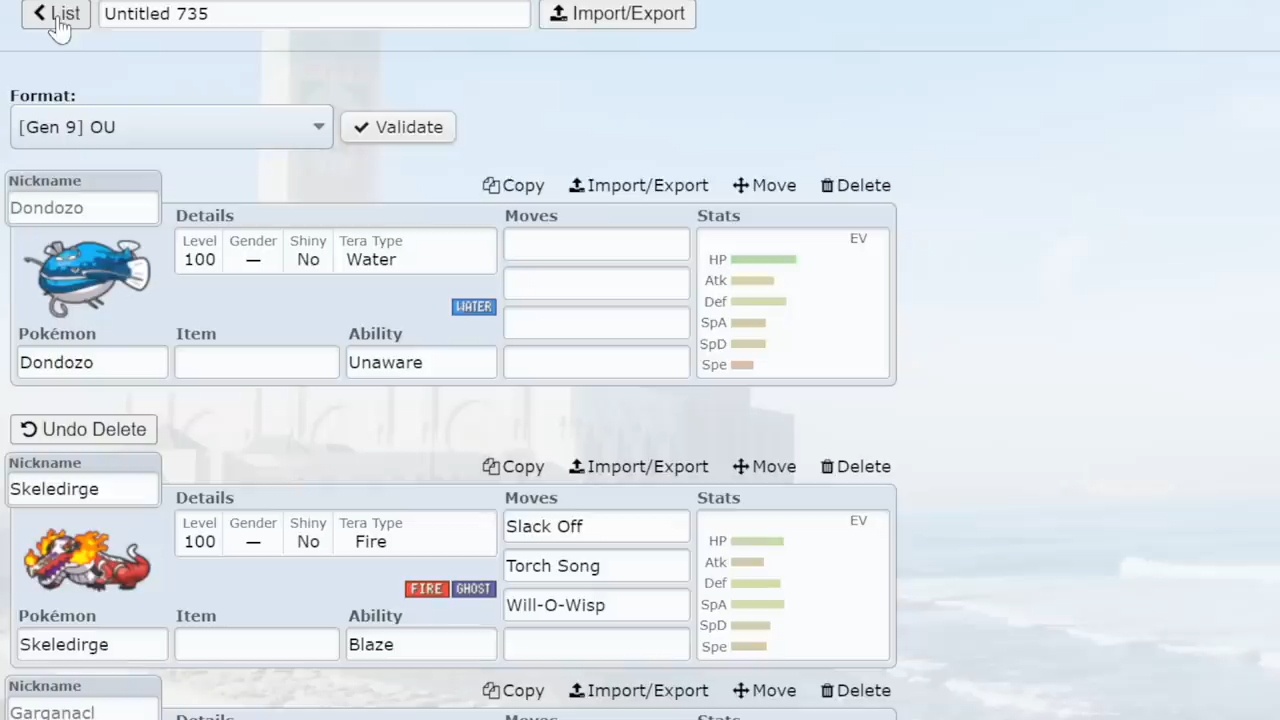 List
Untitled 735
Import/Export
Format:
[Gen 9] OU
Validate
Copy Import/Export Move Delete
Nickname
Dondozo
Details
Moves
Stats
Level Gender Shiny Tera Type
100 — No Water
EV
HP
Atk
Def
SpA
SpD
Spe
WATER
Pokémon Item Ability
Dondozo
Unaware
Undo Delete
Copy Import/Export Move Delete
Nickname
Skeledirge
Details
Moves
Stats
Level Gender Shiny Tera Type
100 — No Fire
Slack Off
Torch Song
Will-O-Wisp
EV
HP
Atk
Def
SpA
SpD
Spe
FIRE GHOST
Pokémon Item Ability
Skeledirge
Blaze
Copy Import/Export Move Delete
Nickname
Garganacl
Details
Moves
Stats